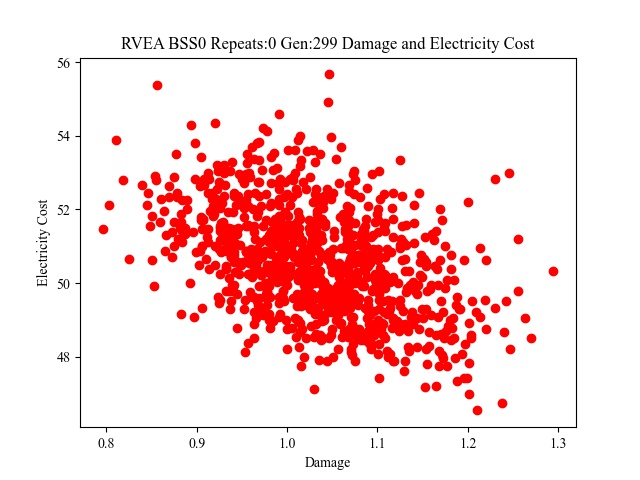 RVEA BSS0 Repeats:0 Gen:299 Damage and Electricity Cost
56
54
52
50
48
Electricity Cost
0.8 0.9 1.0 1.1 1.2 1.3
Damage